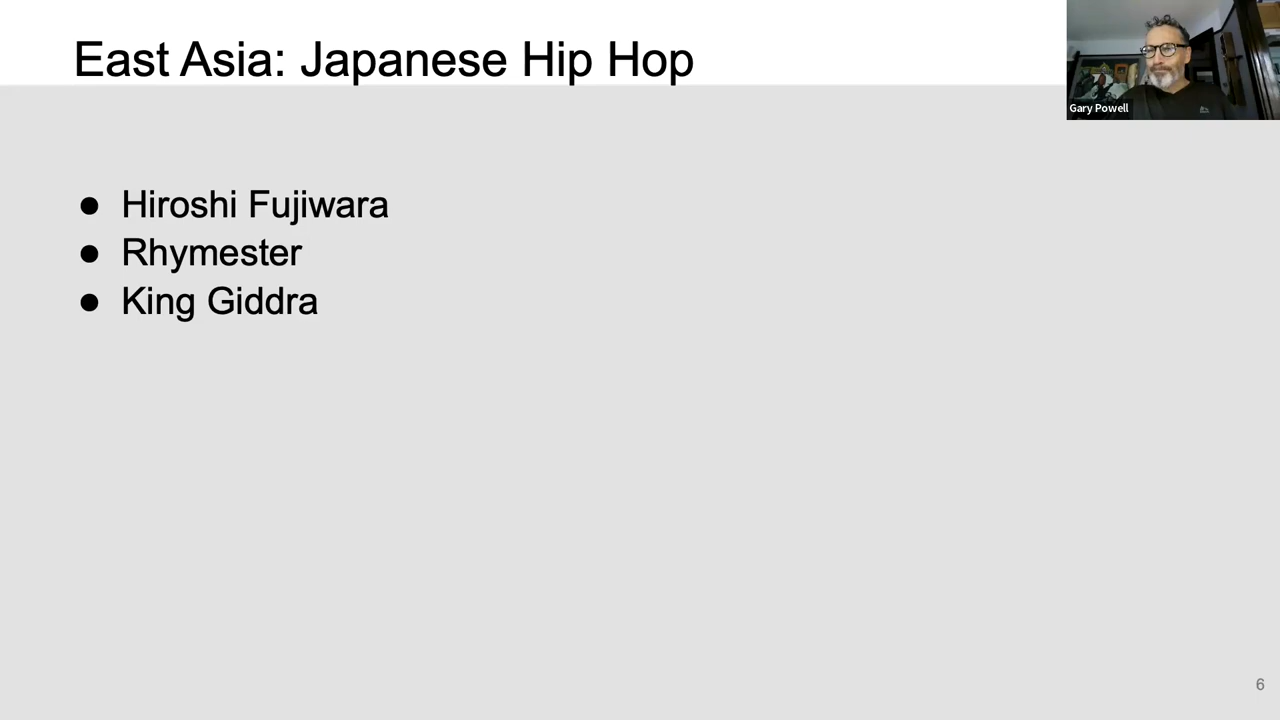 East Asia: Japanese Hip Hop
Gary Powell
● Hiroshi Fujiwara
● Rhymester
● King Giddra
6